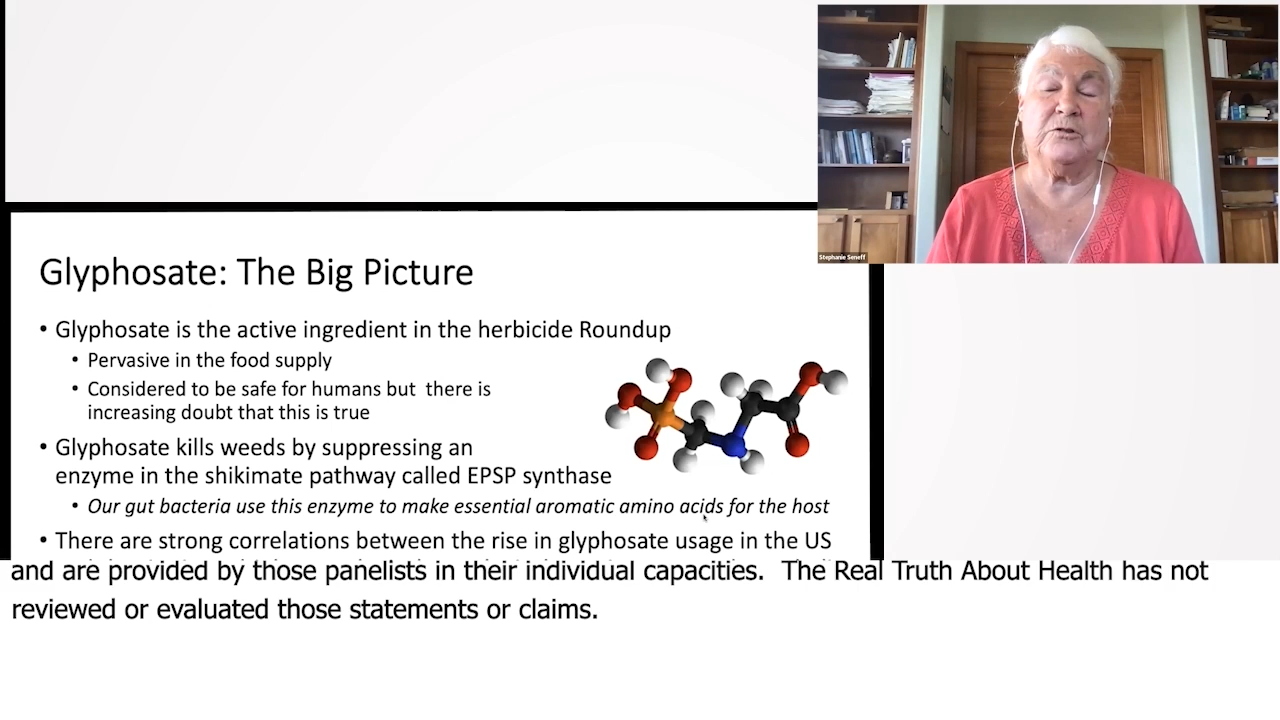 Stephanie Seneff
Glyphosate: The Big Picture
• Glyphosate is the active ingredient in the herbicide Roundup
• Pervasive in the food supply
• Considered to be safe for humans but there is
increasing doubt that this is true
• Glyphosate kills weeds by suppressing an
enzyme in the shikimate pathway called EPSP synthase
• Our gut bacteria use this enzyme to make essential aromatic amino acids for the host
• There are strong correlations between the rise in glyphosate usage in the US
and are provided by those panelists in their individual capacities. The Real Truth About Health has not
reviewed or evaluated those statements or claims.